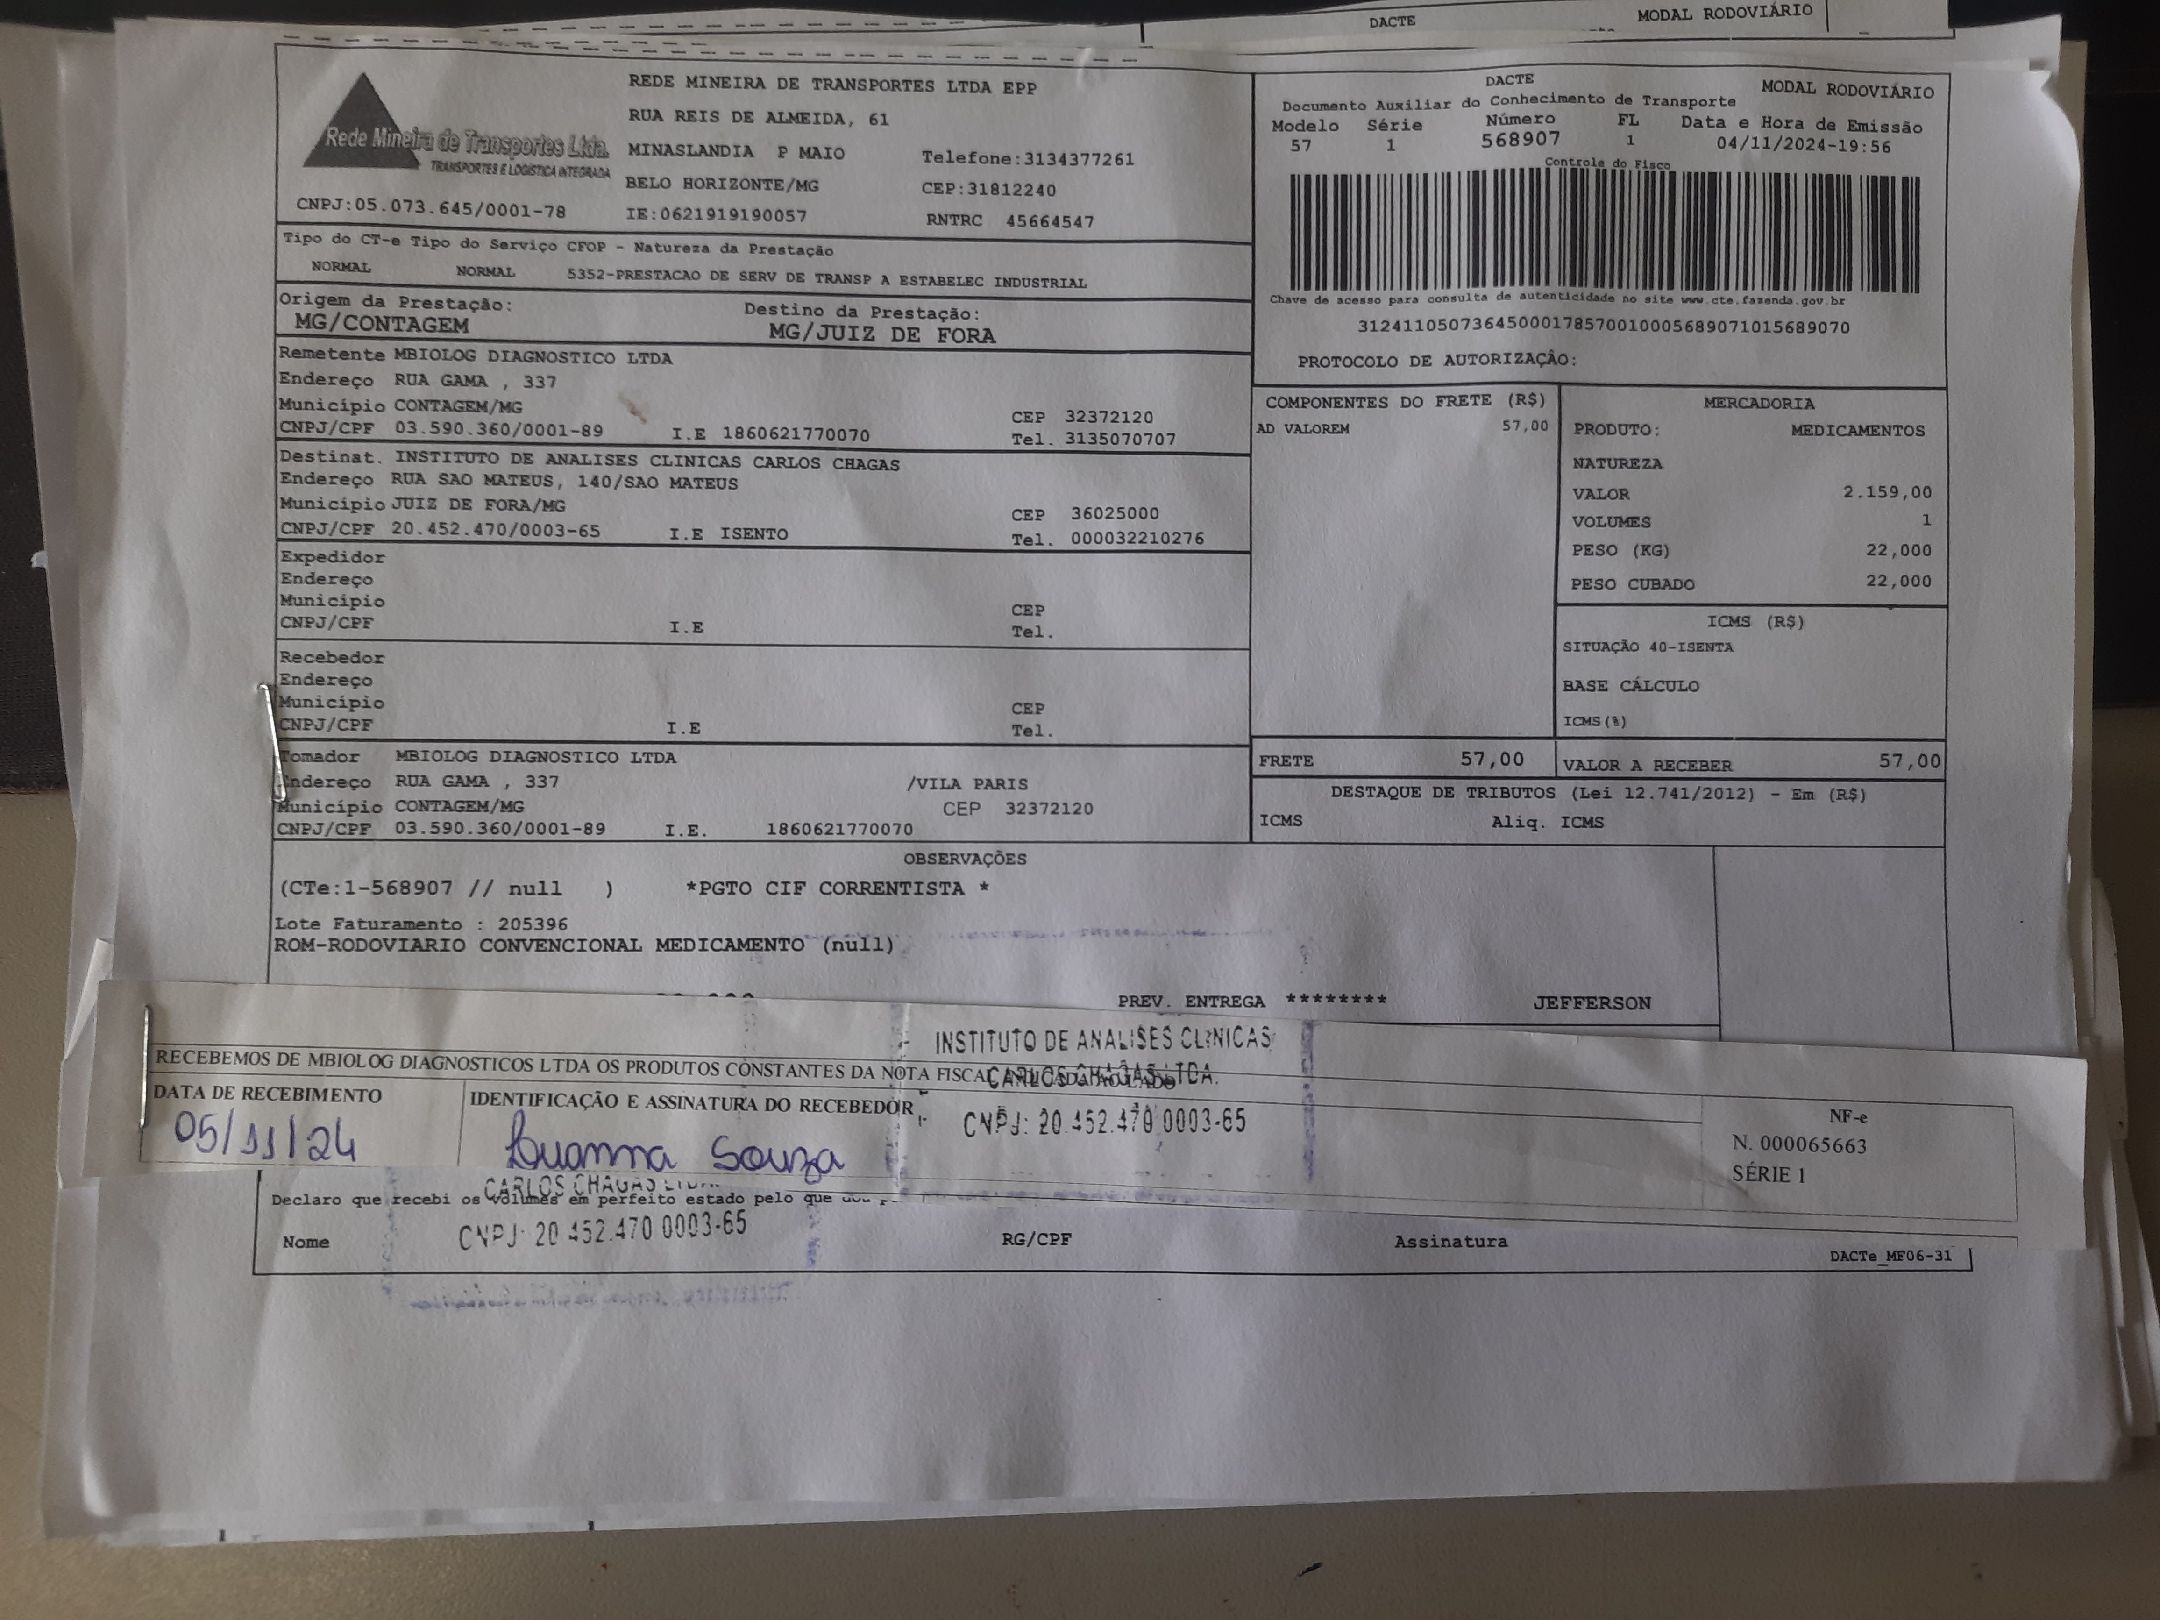 DACTE MODAL RODOVIÁRIO
Rede Mineira de Transportes Ltda.
TRANSPORTES E LOGÍSTICA INTEGRADA
CNPJ:05.073.645/0001-78
REDE MINEIRA DE TRANSPORTES LTDA EPP
RUA REIS DE ALMEIDA, 61
MINASLANDIA P MAIO Telefone:3134377261
BELO HORIZONTE/MG CEP:31812240
IE:0621919190057 RNTRC 45664547
DACTE MODAL RODOVIÁRIO
Documento Auxiliar do Conhecimento de Transporte
Modelo Série Número FL Data e Hora de Emissão
57 1 568907 1 04/11/2024-19:56
Controle do Fisco
Chave de acesso para consulta de autenticidade no site www.cte.fazenda.gov.br
31241105073645000178570010005689071015689070
PROTOCOLO DE AUTORIZAÇÂO:
Tipo do CT-e Tipo do Serviço CFOP - Natureza da Prestação
NORMAL NORMAL 5352-PRESTACAO DE SERV DE TRANSP A ESTABELEC INDUSTRIAL
Origem da Prestação: Destino da Prestação:
MG/CONTAGEM MG/JUIZ DE FORA
Remetente MBIOLOG DIAGNOSTICO LTDA
Endereço RUA GAMA , 337
Município CONTAGEM/MG CEP 32372120
CNPJ/CPF 03.590.360/0001-89 I.E 1860621770070 Tel. 3135070707
Destinat. INSTITUTO DE ANALISES CLINICAS CARLOS CHAGAS
Endereço RUA SAO MATEUS, 140/SAO MATEUS
Município JUIZ DE FORA/MG CEP 36025000
CNPJ/CPF 20.452.470/0003-65 I.E ISENTO Tel. 000032210276
Expedidor
Endereço
Município CEP
CNPJ/CPF I.E Tel.
Recebedor
Endereço
Município CEP
CNPJ/CPF I.E Tel.
Tomador MBIOLOG DIAGNOSTICO LTDA
Endereço RUA GAMA , 337 /VILA PARIS
Município CONTAGEM/MG CEP 32372120
CNPJ/CPF 03.590.360/0001-89 I.E. 1860621770070
COMPONENTES DO FRETE (R$)
AD VALOREM 57,00
MERCADORIA
PRODUTO: MEDICAMENTOS
NATUREZA
VALOR 2.159,00
VOLUMES 1
PESO (KG) 22,000
PESO CUBADO 22,000
ICMS (R$)
SITUAÇÃO 40-ISENTA
BASE CÁLCULO
ICMS(%)
FRETE 57,00 VALOR A RECEBER 57,00
DESTAQUE DE TRIBUTOS (Lei 12.741/2012) - Em (R$)
ICMS Aliq. ICMS
OBSERVAÇÕES
(CTe:1-568907 // null ) *PGTO CIF CORRENTISTA *
Lote Faturamento : 205396
ROM-RODOVIARIO CONVENCIONAL MEDICAMENTO (null)
PREV. ENTREGA ******** JEFFERSON
INSTITUTO DE ANALISES CLINICAS
CARLOS CHAGAS LTDA.
CNPJ: 20.452.470 0003-65
RECEBEMOS DE MBIOLOG DIAGNOSTICOS LTDA OS PRODUTOS CONSTANTES DA NOTA FISCAL
DATA DE RECEBIMENTO IDENTIFICAÇÃO E ASSINATURA DO RECEBEDOR
05/11/24 Luanna Souza
NF-e
N. 000065663
SÉRIE 1
CARLOS CHAGAS LTDA.
Declaro que recebi os volumes em perfeito estado pelo que
CNPJ: 20 452.470 0003-65
Nome RG/CPF Assinatura
DACTe_MF06-31